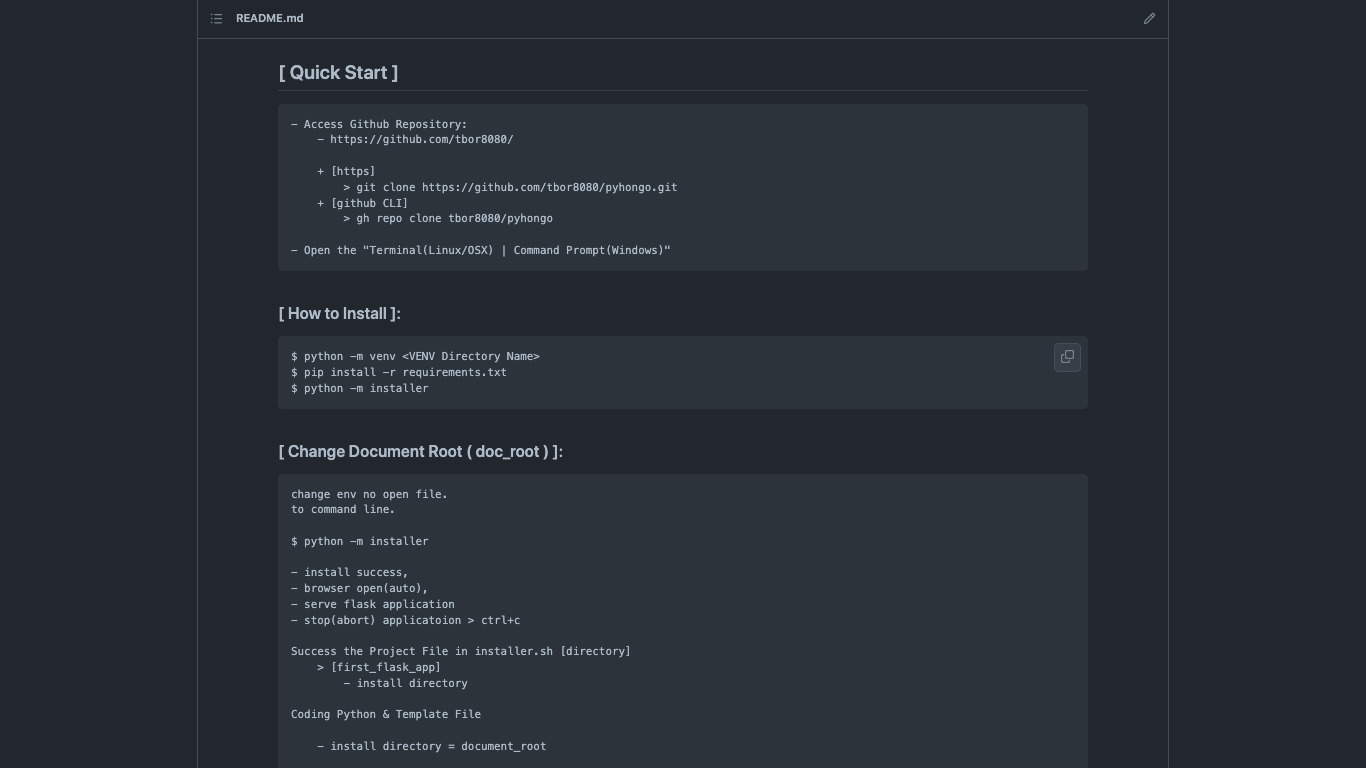 README.md
[ Quick Start ]
– Access Github Repository:
    – https://github.com/tbor8080/
    + [https]
        > git clone https://github.com/tbor8080/pyhongo.git
    + [github CLI]
        > gh repo clone tbor8080/pyhongo
– Open the "Terminal(Linux/OSX) | Command Prompt(Windows)"
[ How to Install ]:
$ python –m venv <VENV Directory Name>
$ pip install –r requirements.txt
$ python –m installer
[ Change Document Root ( doc_root ) ]:
change env no open file.
to command line.
$ python –m installer
– install success,
– browser open(auto),
– serve flask application
– stop(abort) applicatoion > ctrl+c
Success the Project File in installer.sh [directory]
    > [first_flask_app]
        – install directory
Coding Python & Template File
    – install directory = document_root